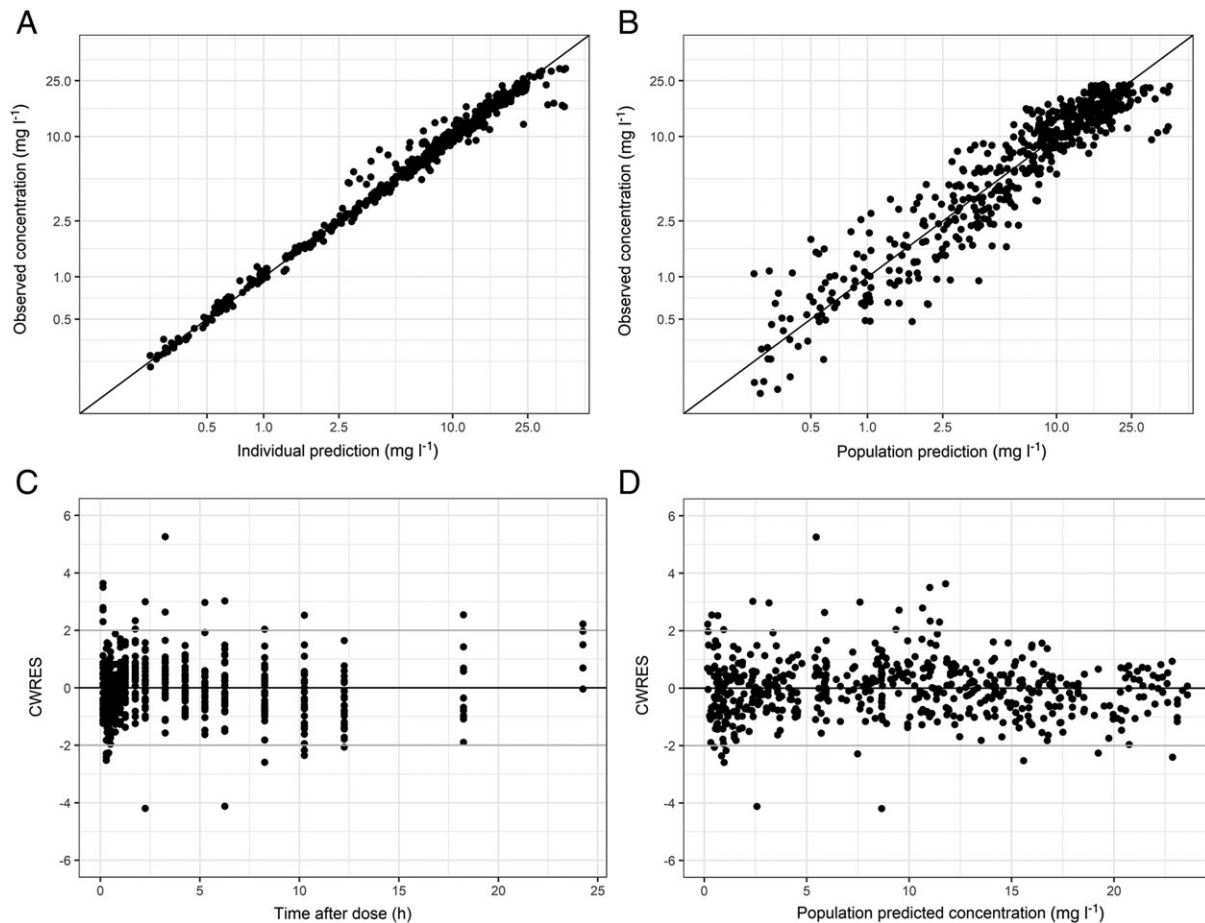 A
25.0
10.0
2.5
1.0
0.5
Observed concentration (mg l⁻¹)
0.5 1.0 2.5 10.0 25.0
Individual prediction (mg l⁻¹)
B
25.0
10.0
2.5
1.0
0.5
Observed concentration (mg l⁻¹)
0.5 1.0 2.5 10.0 25.0
Population prediction (mg l⁻¹)
C
6
4
2
0
-2
-4
-6
CWRES
0 5 10 15 20 25
Time after dose (h)
D
6
4
2
0
-2
-4
-6
CWRES
0 5 10 15 20
Population predicted concentration (mg l⁻¹)